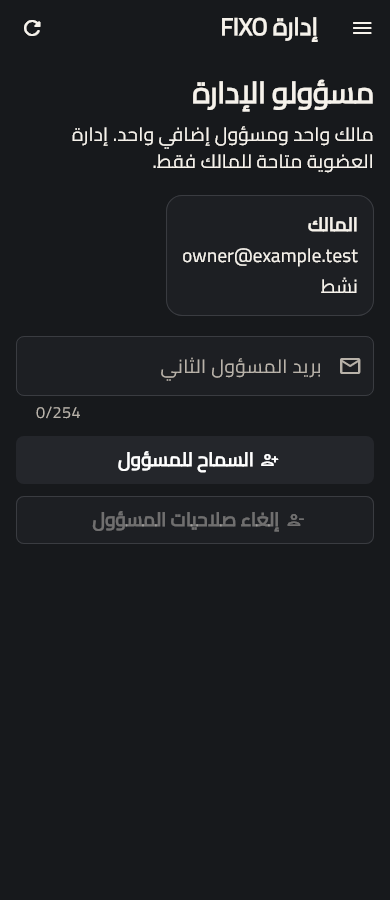 إدارة FIXO
مسؤولو الإدارة
مالك واحد ومسؤول إضافي واحد. إدارة
العضوية متاحة للمالك فقط.
المالك
owner@example.test
نشط
بريد المسؤول الثاني
0/254
السماح للمسؤول
إلغاء صلاحيات المسؤول